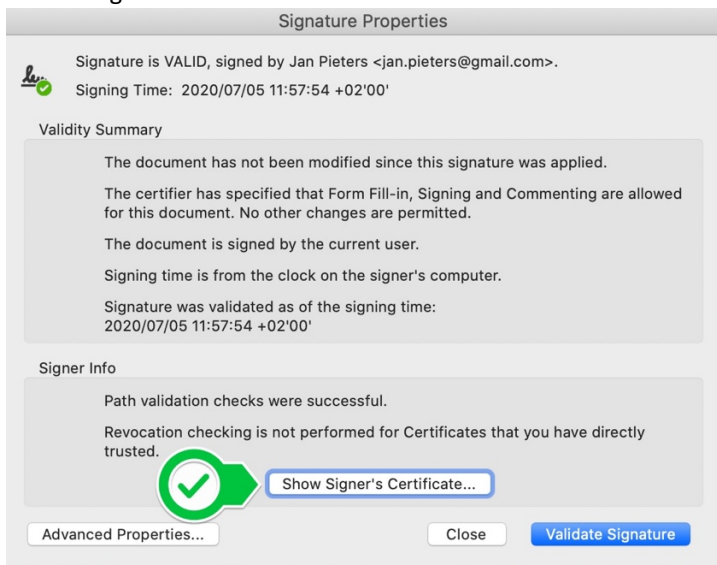 Signature Properties
Signature is VALID, signed by Jan Pieters <jan.pieters@gmail.com>.
Signing Time: 2020/07/05 11:57:54 +02'00'
Validity Summary
The document has not been modified since this signature was applied.
The certifier has specified that Form Fill-in, Signing and Commenting are allowed
for this document. No other changes are permitted.
The document is signed by the current user.
Signing time is from the clock on the signer's computer.
Signature was validated as of the signing time:
2020/07/05 11:57:54 +02'00'
Signer Info
Path validation checks were successful.
Revocation checking is not performed for Certificates that you have directly
trusted.
Show Signer's Certificate...
Advanced Properties...
Close
Validate Signature